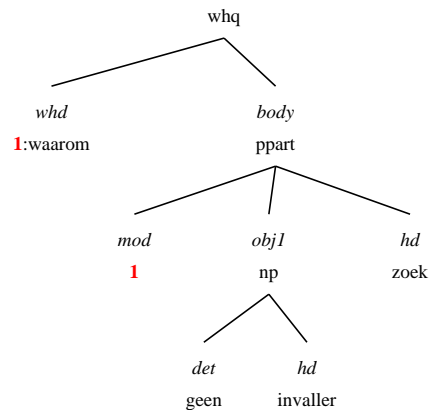 whq
whd body
1:waarom ppart
mod obj1 hd
1 np zoek
det hd
geen invaller